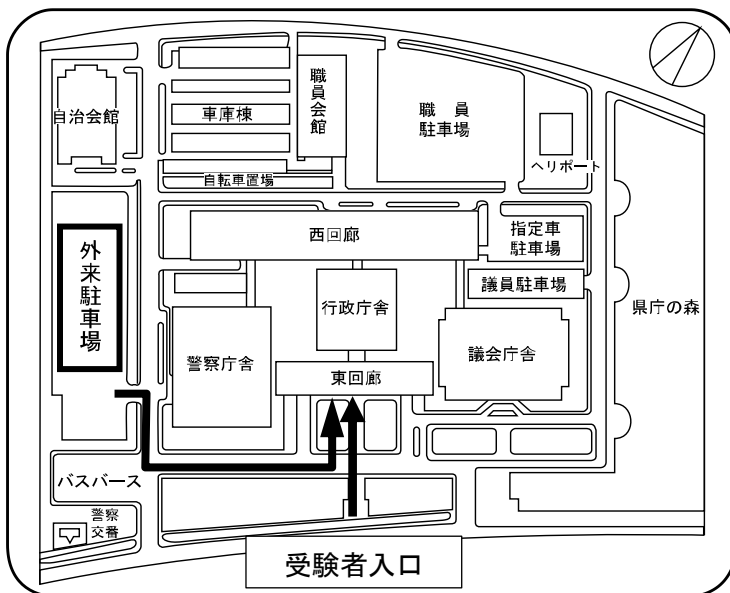 自治会館
車庫棟
職員会館
職員
駐車場
ヘリポート
自転車置場
西回廊
指定車
駐車場
外来駐車場
行政庁舎
議員駐車場
県庁の森
警察庁舎
議会庁舎
東回廊
バスバース
警察
交番
受験者入口